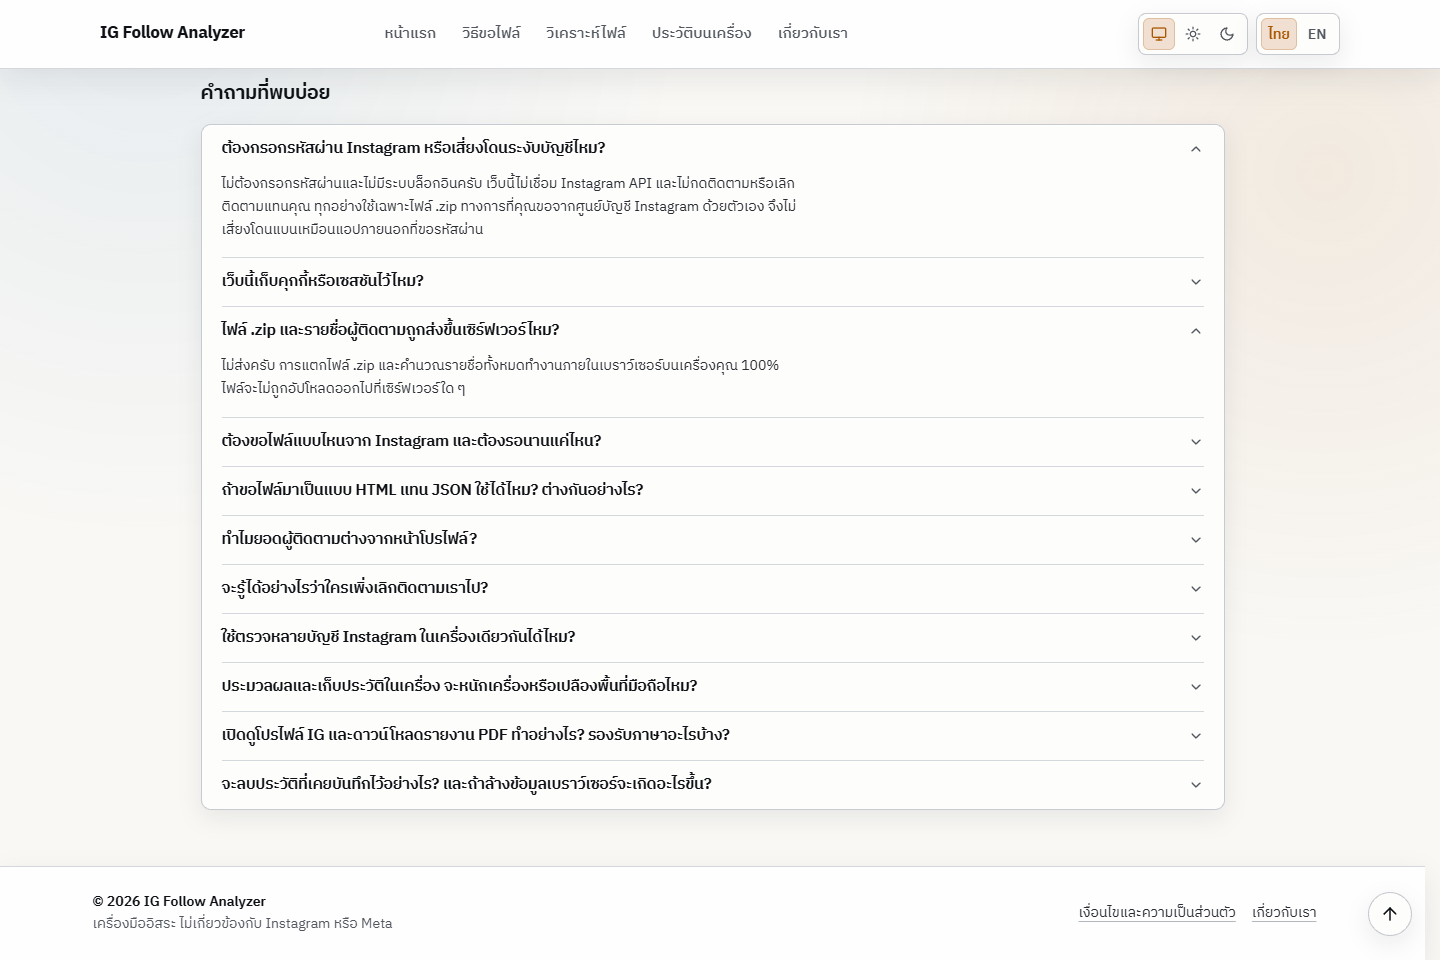 IG Follow Analyzer
หน้าแรก วิธีขอไฟล์ วิเคราะห์ไฟล์ ประวัติบนเครื่อง เกี่ยวกับเรา
ไทย EN
คำถามที่พบบ่อย
ต้องกรอกรหัสผ่าน Instagram หรือเสี่ยงโดนระงับบัญชีไหม?
ไม่ต้องกรอกรหัสผ่านและไม่มีระบบล็อกอินครับ เว็บนี้ไม่เชื่อม Instagram API และไม่กดติดตามหรือเลิก
ติดตามแทนคุณ ทุกอย่างใช้เฉพาะไฟล์ .zip ทางการที่คุณขอจากศูนย์บัญชี Instagram ด้วยตัวเอง จึงไม่
เสี่ยงโดนแบนเหมือนแอปภายนอกที่ขอรหัสผ่าน
เว็บนี้เก็บคุกกี้หรือเซสชันไว้ไหม?
ไฟล์ .zip และรายชื่อผู้ติดตามถูกส่งขึ้นเซิร์ฟเวอร์ไหม?
ไม่ส่งครับ การแตกไฟล์ .zip และคำนวณรายชื่อทั้งหมดทำงานภายในเบราว์เซอร์บนเครื่องคุณ 100%
ไฟล์จะไม่ถูกอัปโหลดออกไปที่เซิร์ฟเวอร์ใด ๆ
ต้องขอไฟล์แบบไหนจาก Instagram และต้องรอนานแค่ไหน?
ถ้าขอไฟล์มาเป็นแบบ HTML แทน JSON ใช้ได้ไหม? ต่างกันอย่างไร?
ทำไมยอดผู้ติดตามต่างจากหน้าโปรไฟล์?
จะรู้ได้อย่างไรว่าใครเพิ่งเลิกติดตามเราไป?
ใช้ตรวจหลายบัญชี Instagram ในเครื่องเดียวกันได้ไหม?
ประมวลผลและเก็บประวัติในเครื่อง จะหนักเครื่องหรือเปลืองพื้นที่มือถือไหม?
เปิดดูโปรไฟล์ IG และดาวน์โหลดรายงาน PDF ทำอย่างไร? รองรับภาษาอะไรบ้าง?
จะลบประวัติที่เคยบันทึกไว้อย่างไร? และถ้าล้างข้อมูลเบราว์เซอร์จะเกิดอะไรขึ้น?
© 2026 IG Follow Analyzer
เครื่องมืออิสระ ไม่เกี่ยวข้องกับ Instagram หรือ Meta
เงื่อนไขและความเป็นส่วนตัว เกี่ยวกับเรา